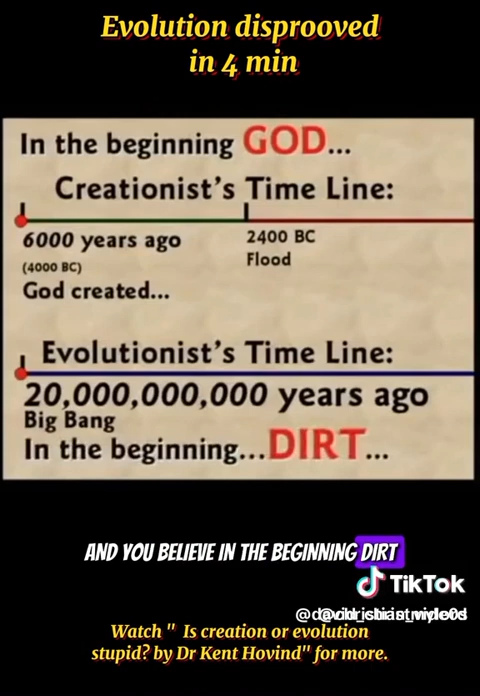 Evolution disprooved
in 4 min
In the beginning GOD...
Creationist's Time Line:
6000 years ago
(4000 BC)
God created...
2400 BC
Flood
Evolutionist's Time Line:
20,000,000,000 years ago
Big Bang
In the beginning...DIRT...
AND YOU BELIEVE IN THE BEGINNING DIRT
TikTok
Watch " Is creation or evolution
stupid? by Dr Kent Hovind" for more.